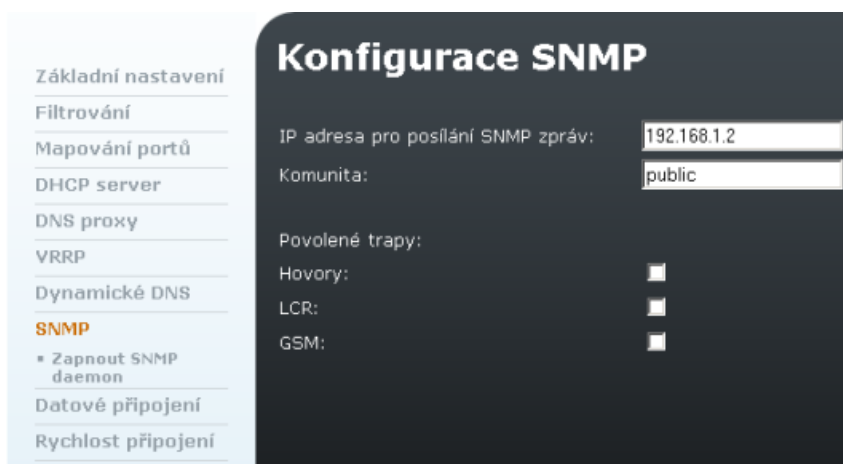 Základní nastavení
Filtrování
Mapování portů
DHCP server
DNS proxy
VRRP
Dynamické DNS
SNMP
Zapnout SNMP
daemon
Datové připojení
Rychlost připojení
Konfigurace SNMP
IP adresa pro posílání SNMP zpráv: 192.168.1.2
Komunita: public
Povolené trapy:
Hovory:
LCR:
GSM: